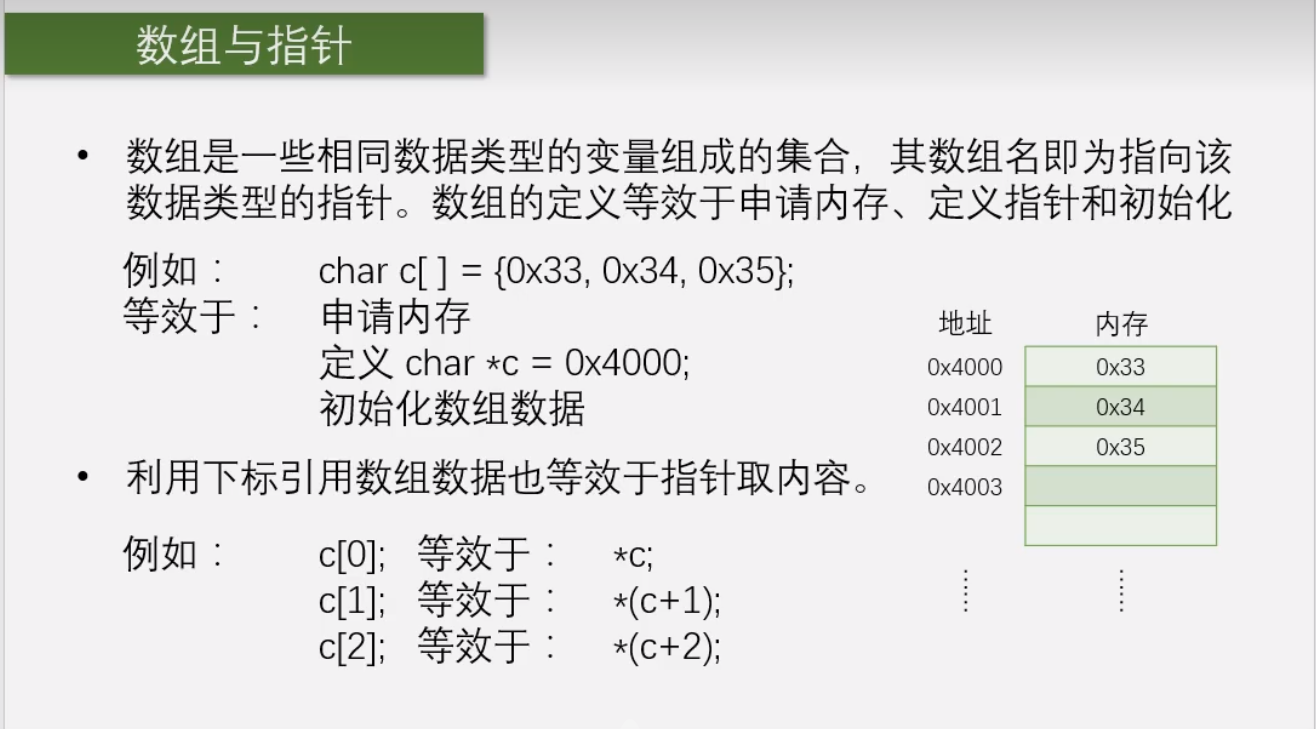 数组与指针
• 数组是一些相同数据类型的变量组成的集合，其数组名即为指向该
数据类型的指针。数组的定义等效于申请内存、定义指针和初始化
例如： char c[ ] = {0x33, 0x34, 0x35};
等效于： 申请内存
定义 char *c = 0x4000;
初始化数组数据
• 利用下标引用数组数据也等效于指针取内容。
例如： c[0]; 等效于： *c;
c[1]; 等效于： *(c+1);
c[2]; 等效于： *(c+2);
地址 内存
0x4000 0x33
0x4001 0x34
0x4002 0x35
0x4003